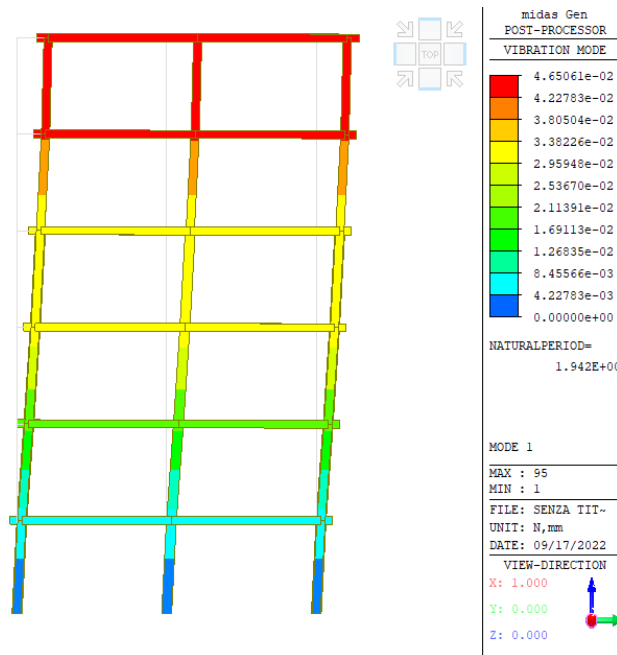 TOP
midas Gen
POST-PROCESSOR
VIBRATION MODE
4.65061e-02
4.22783e-02
3.80504e-02
3.38226e-02
2.95948e-02
2.53670e-02
2.11391e-02
1.69113e-02
1.26835e-02
8.45566e-03
4.22783e-03
0.00000e+00
NATURALPERIOD=
1.942E+00
MODE 1
MAX : 95
MIN : 1
FILE: SENZA TIT~
UNIT: N,mm
DATE: 09/17/2022
VIEW-DIRECTION
X: 1.000
Y: 0.000
Z: 0.000